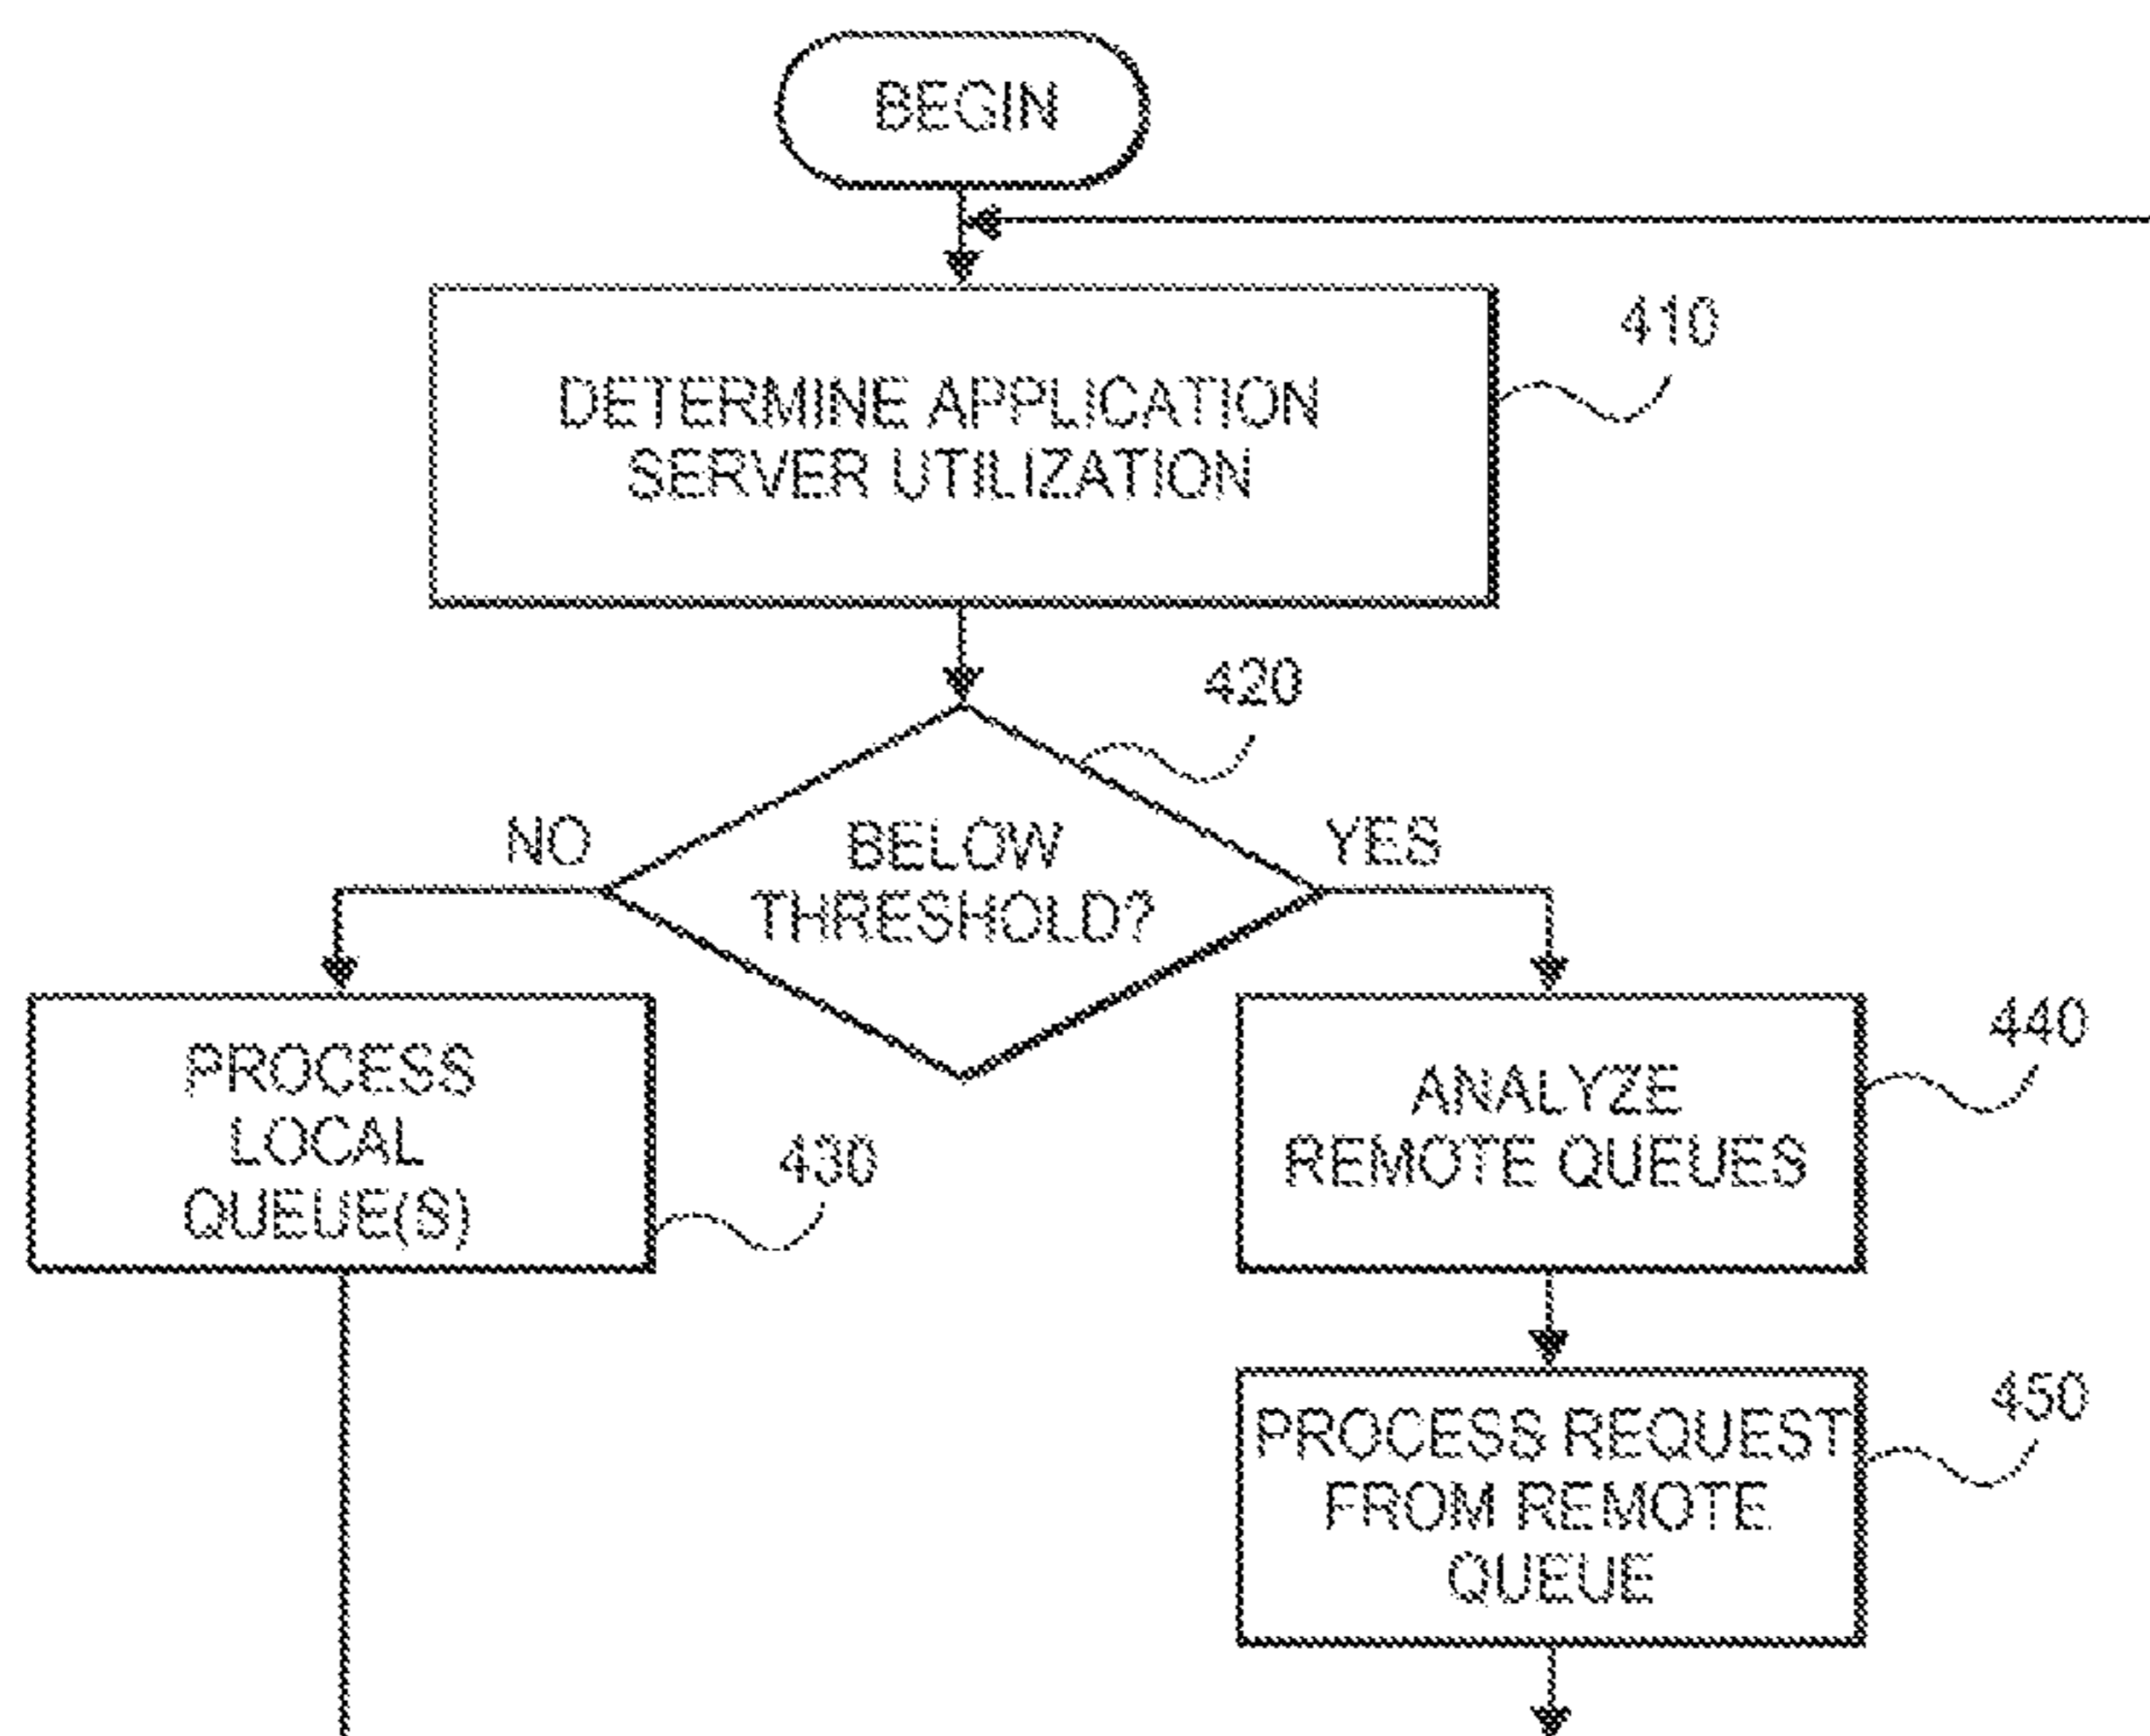 BEGIN
410
DETERMINE APPLICATION
SERVER UTILIZATION
420
NO
YES
BELOW
THRESHOLD?
PROCESS
LOCAL
QUEUE(S)
430
440
ANALYZE
REMOTE QUEUES
450
PROCESS REQUEST
FROM REMOTE
QUEUE